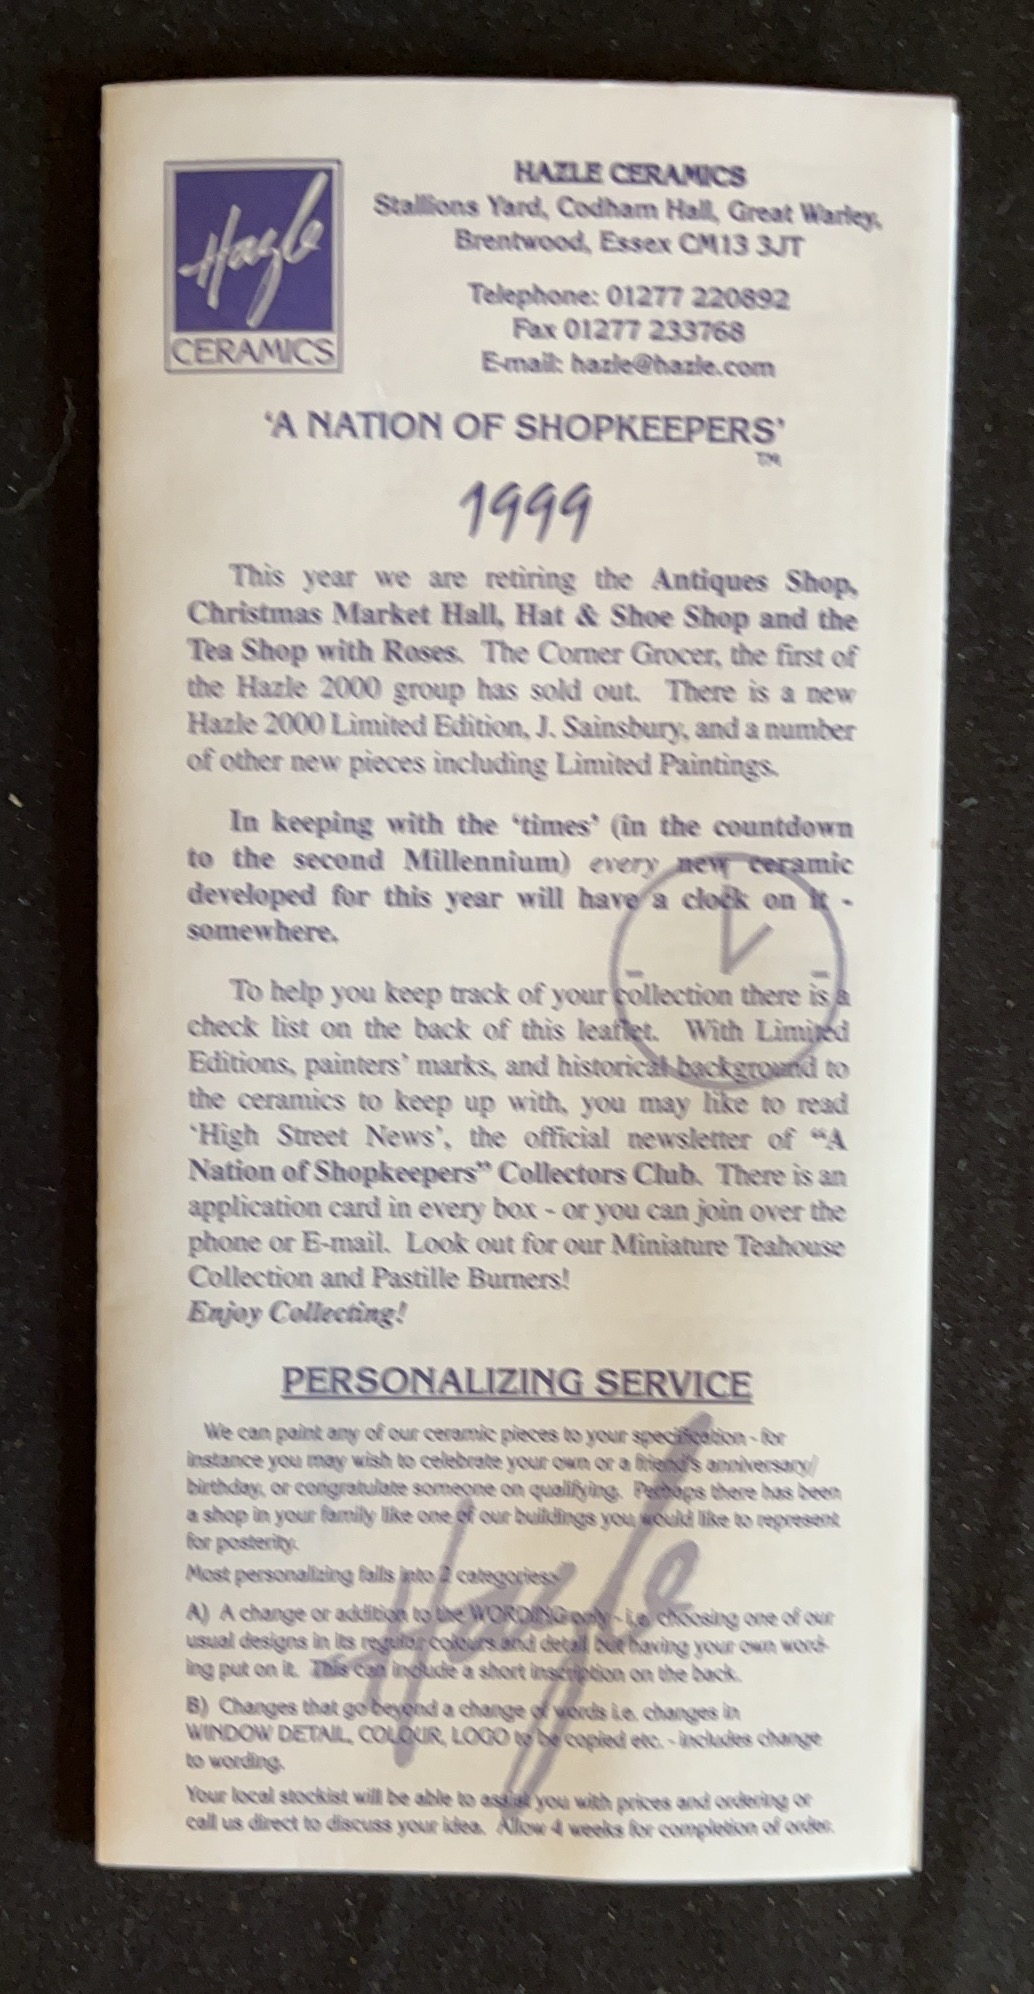 Hazle
CERAMICS
HAZLE CERAMICS
Stallions Yard, Codham Hall, Great Warley,
Brentwood, Essex CM13 3JT
Telephone: 01277 220892
Fax 01277 233768
E-mail: hazle@hazle.com
‘A NATION OF SHOPKEEPERS’
TM
1999
This year we are retiring the Antiques Shop,
Christmas Market Hall, Hat & Shoe Shop and the
Tea Shop with Roses. The Corner Grocer, the first of
the Hazle 2000 group has sold out. There is a new
Hazle 2000 Limited Edition, J. Sainsbury, and a number
of other new pieces including Limited Paintings.
In keeping with the ‘times’ (in the countdown
to the second Millennium) every new ceramic
developed for this year will have a clock on it -
somewhere.
To help you keep track of your collection there is a
check list on the back of this leaflet. With Limited
Editions, painters’ marks, and historical background to
the ceramics to keep up with, you may like to read
‘High Street News’, the official newsletter of “A
Nation of Shopkeepers” Collectors Club. There is an
application card in every box - or you can join over the
phone or E-mail. Look out for our Miniature Teahouse
Collection and Pastille Burners!
Enjoy Collecting!
PERSONALIZING SERVICE
We can paint any of our ceramic pieces to your specification - for
instance you may wish to celebrate your own or a friend's anniversary/
birthday, or congratulate someone on qualifying. Perhaps there has been
a shop in your family like one of our buildings you would like to represent
for posterity.
Most personalizing falls into 2 categories:-
A) A change or addition to the WORDING only - i.e. choosing one of our
usual designs in its regular colours and detail but having your own word-
ing put on it. This can include a short inscription on the back.
B) Changes that go beyond a change of words i.e. changes in
WINDOW DETAIL, COLOUR, LOGO to be copied etc. - includes change
to wording.
Your local stockist will be able to assist you with prices and ordering or
call us direct to discuss your idea. Allow 4 weeks for completion of order.
Hazle